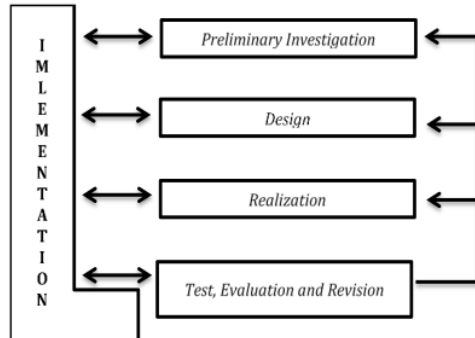 IMLEMENTATION
Preliminary Investigation
Design
Realization
Test, Evaluation and Revision